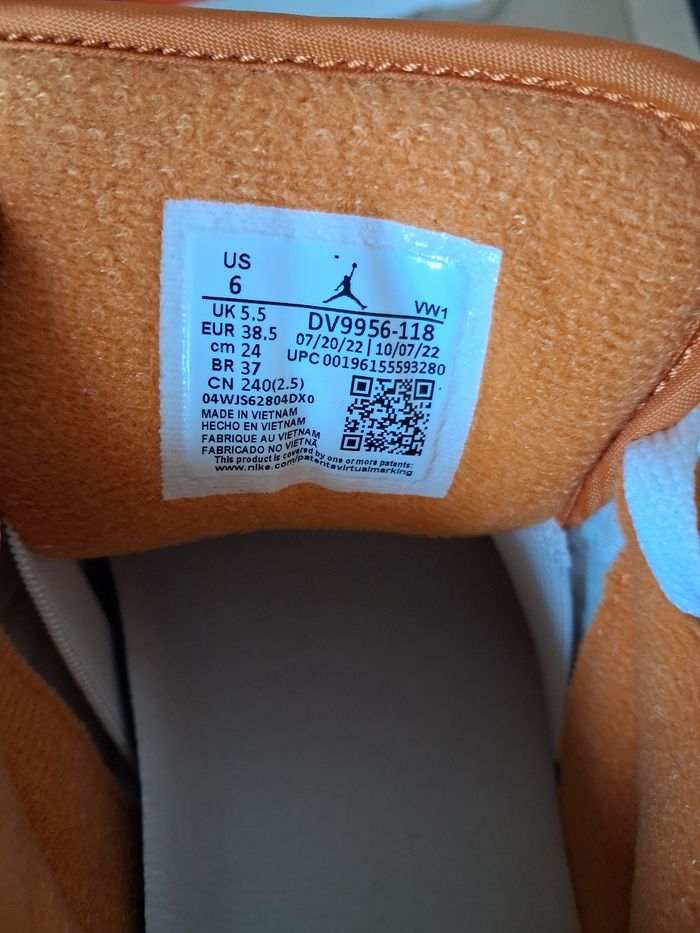 US
6
VW1
UK 5.5
EUR 38.5
cm 24
BR 37
CN 240(2.5)
DV9956-118
07/20/22 | 10/07/22
UPC 00196155593280
04WJS62804DX0
MADE IN VIETNAM
HECHO EN VIETNAM
FABRIQUE AU VIETNAM
FABRICADO NO VIETNÃ
This product is covered by one or more patents:
www.nike.com/patentsvirtualmarking